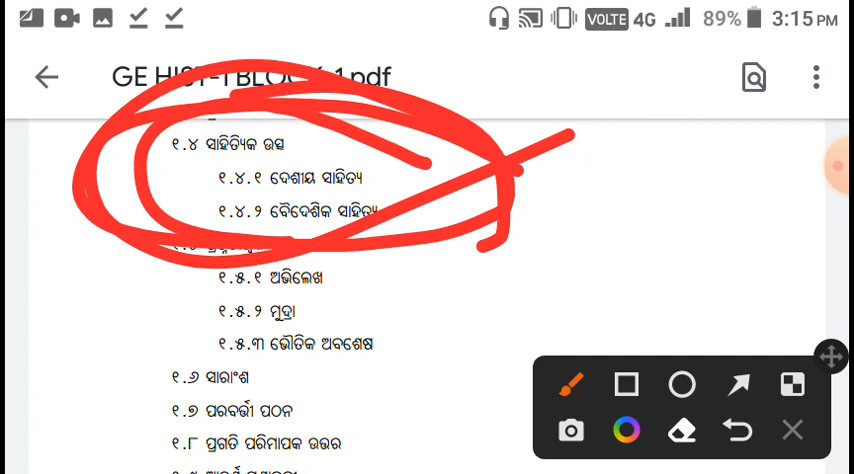 VOLTE 4G 89% 3:15 PM
GE HIST-1 BLOCK-1.pdf
୧.୪ ସାହିତ୍ୟିକ ଉତ୍ସ
୧.୪.୧ ଦେଶୀୟ ସାହିତ୍ୟ
୧.୪.୨ ବୈଦେଶିକ ସାହିତ୍ୟ
୧.୫.୧ ଅଭିଲେଖ
୧.୫.୨ ମୁଦ୍ରା
୧.୫.୩ ଭୌତିକ ଅବଶେଷ
୧.୬ ସାରାଂଶ
୧.୭ ପରବର୍ତ୍ତୀ ପଠନ
୧.୮ ପ୍ରଗତି ପରିମାପକ ଉତ୍ତର